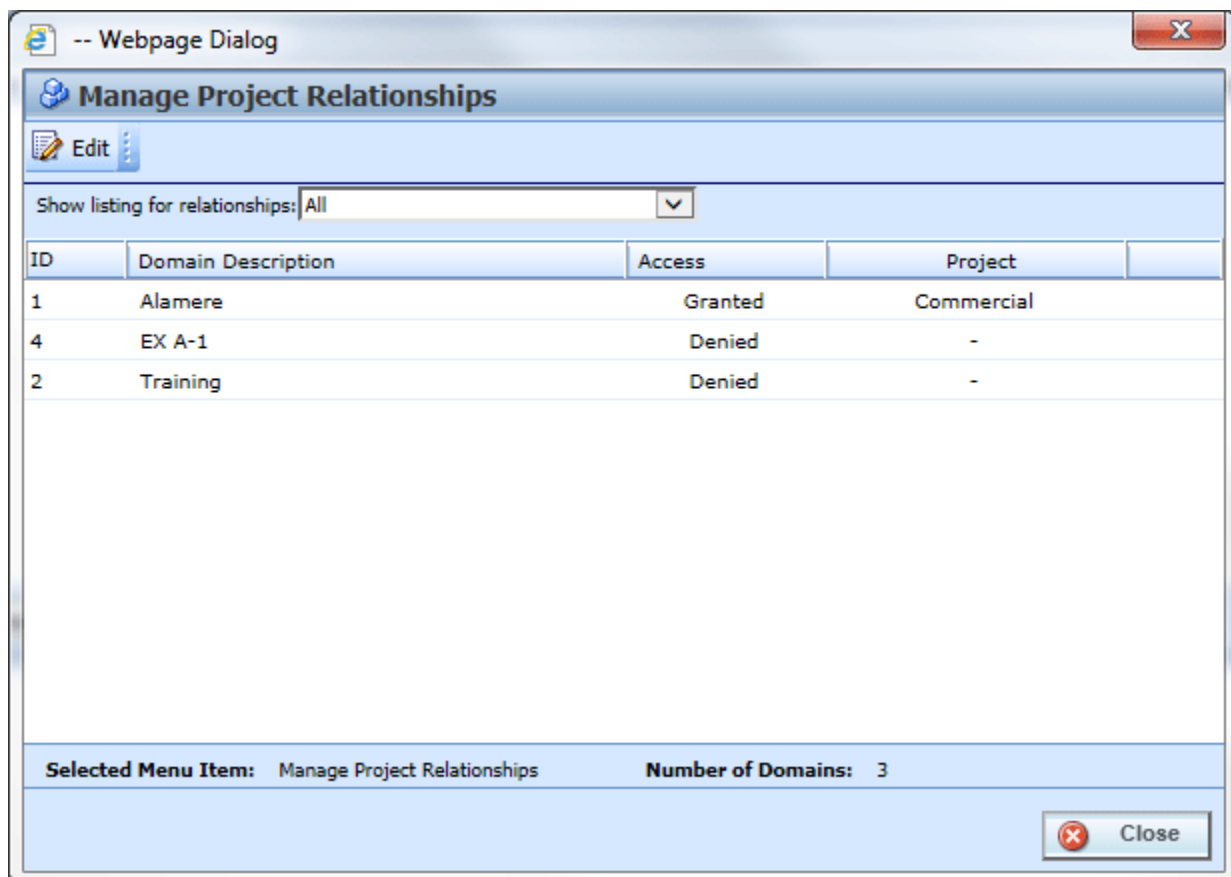 -- Webpage Dialog
Manage Project Relationships
Edit
Show listing for relationships: All
ID Domain Description Access Project
1 Alamere Granted Commercial
4 EX A-1 Denied -
2 Training Denied -
Selected Menu Item: Manage Project Relationships Number of Domains: 3
Close